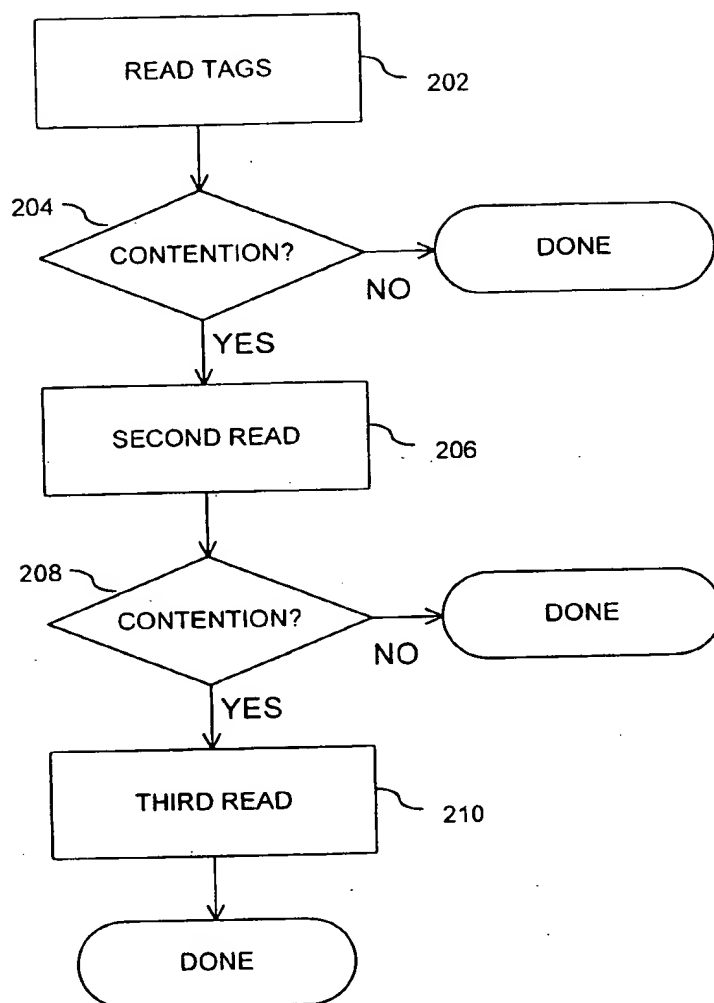 READ TAGS
202
204
CONTENTION?
DONE
NO
YES
SECOND READ
206
208
CONTENTION?
DONE
NO
YES
THIRD READ
210
DONE